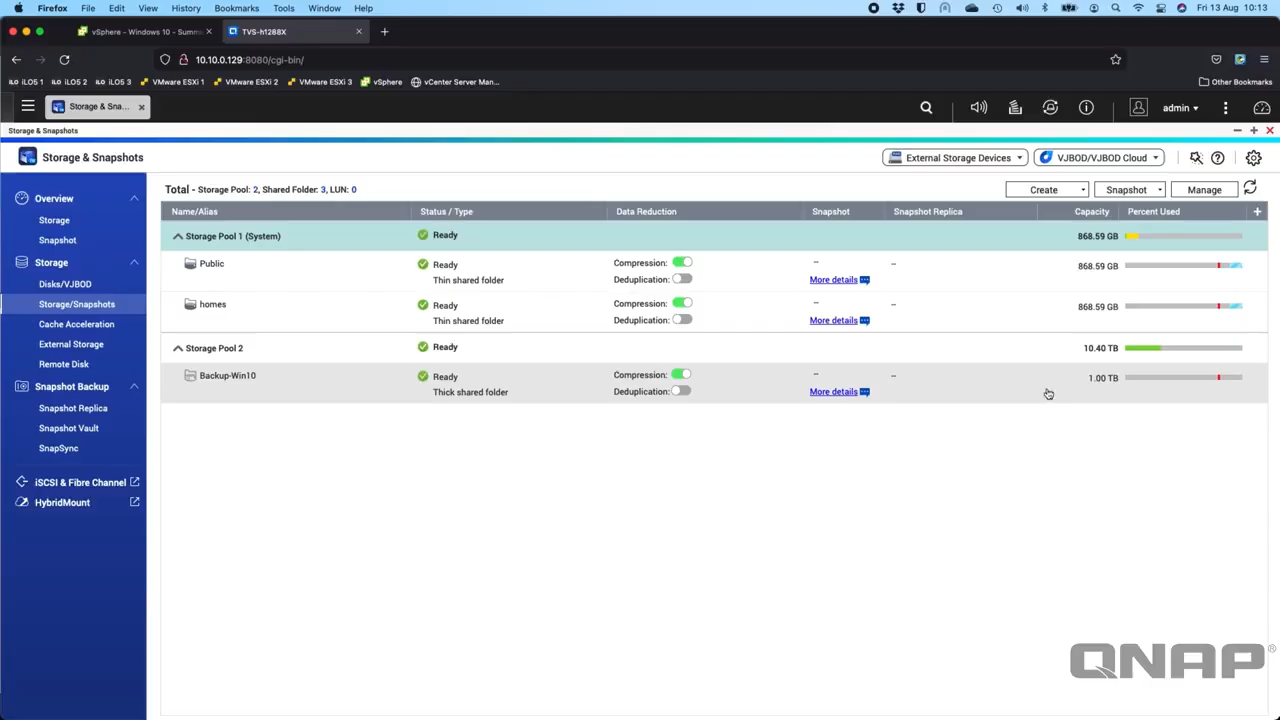 Firefox File Edit View History Bookmarks Tools Window Help Fri 13 Aug 10:13
vSphere - Windows 10 - Summ TVS-h1288X
10.10.0.129:8080/cgi-bin/
iLO iLO5 1 iLO iLO5 2 iLO iLO5 3 VMware ESXi 1 VMware ESXi 2 VMware ESXi 3 vSphere vCenter Server Man... Other Bookmarks
Storage & Sna... admin
Storage & Snapshots
Storage & Snapshots External Storage Devices VJBOD/VJBOD Cloud
Total - Storage Pool: 2, Shared Folder: 3, LUN: 0 Create Snapshot Manage
Name/Alias Status / Type Data Reduction Snapshot Snapshot Replica Capacity Percent Used
Storage Pool 1 (System) Ready 868.59 GB
Public Ready Compression: -- -- 868.59 GB
Thin shared folder Deduplication: More details
homes Ready Compression: -- -- 868.59 GB
Thin shared folder Deduplication: More details
Storage Pool 2 Ready 10.40 TB
Backup-Win10 Ready Compression: -- -- 1.00 TB
Thick shared folder Deduplication: More details
Overview
Storage
Snapshot
Storage
Disks/VJBOD
Storage/Snapshots
Cache Acceleration
External Storage
Remote Disk
Snapshot Backup
Snapshot Replica
Snapshot Vault
SnapSync
iSCSI & Fibre Channel
HybridMount
QNAP®